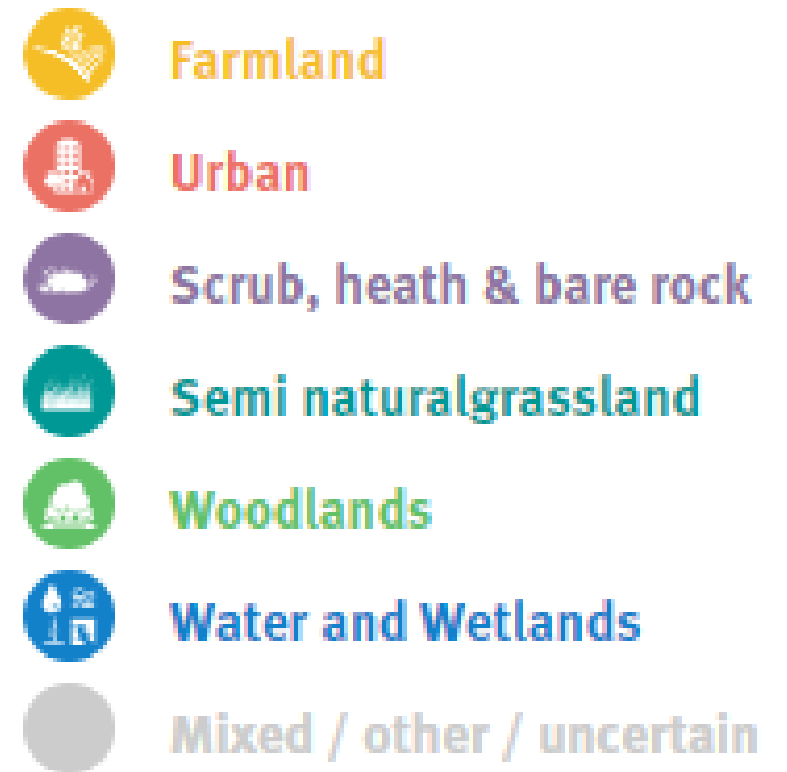 Farmland
Urban
Scrub, heath & bare rock
Semi naturalgrassland
Woodlands
Water and Wetlands
Mixed / other / uncertain